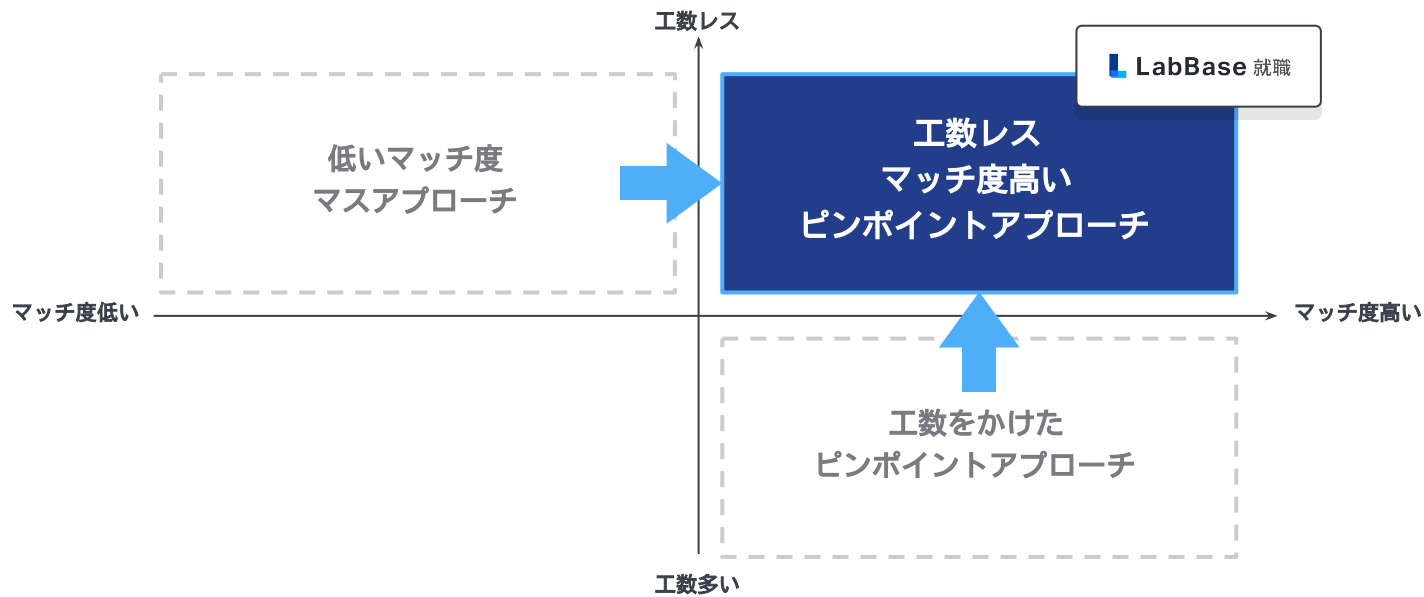 工数レス
LabBase 就職
低いマッチ度
マスアプローチ
工数レス
マッチ度高い
ピンポイントアプローチ
マッチ度低い
マッチ度高い
工数をかけた
ピンポイントアプローチ
工数多い